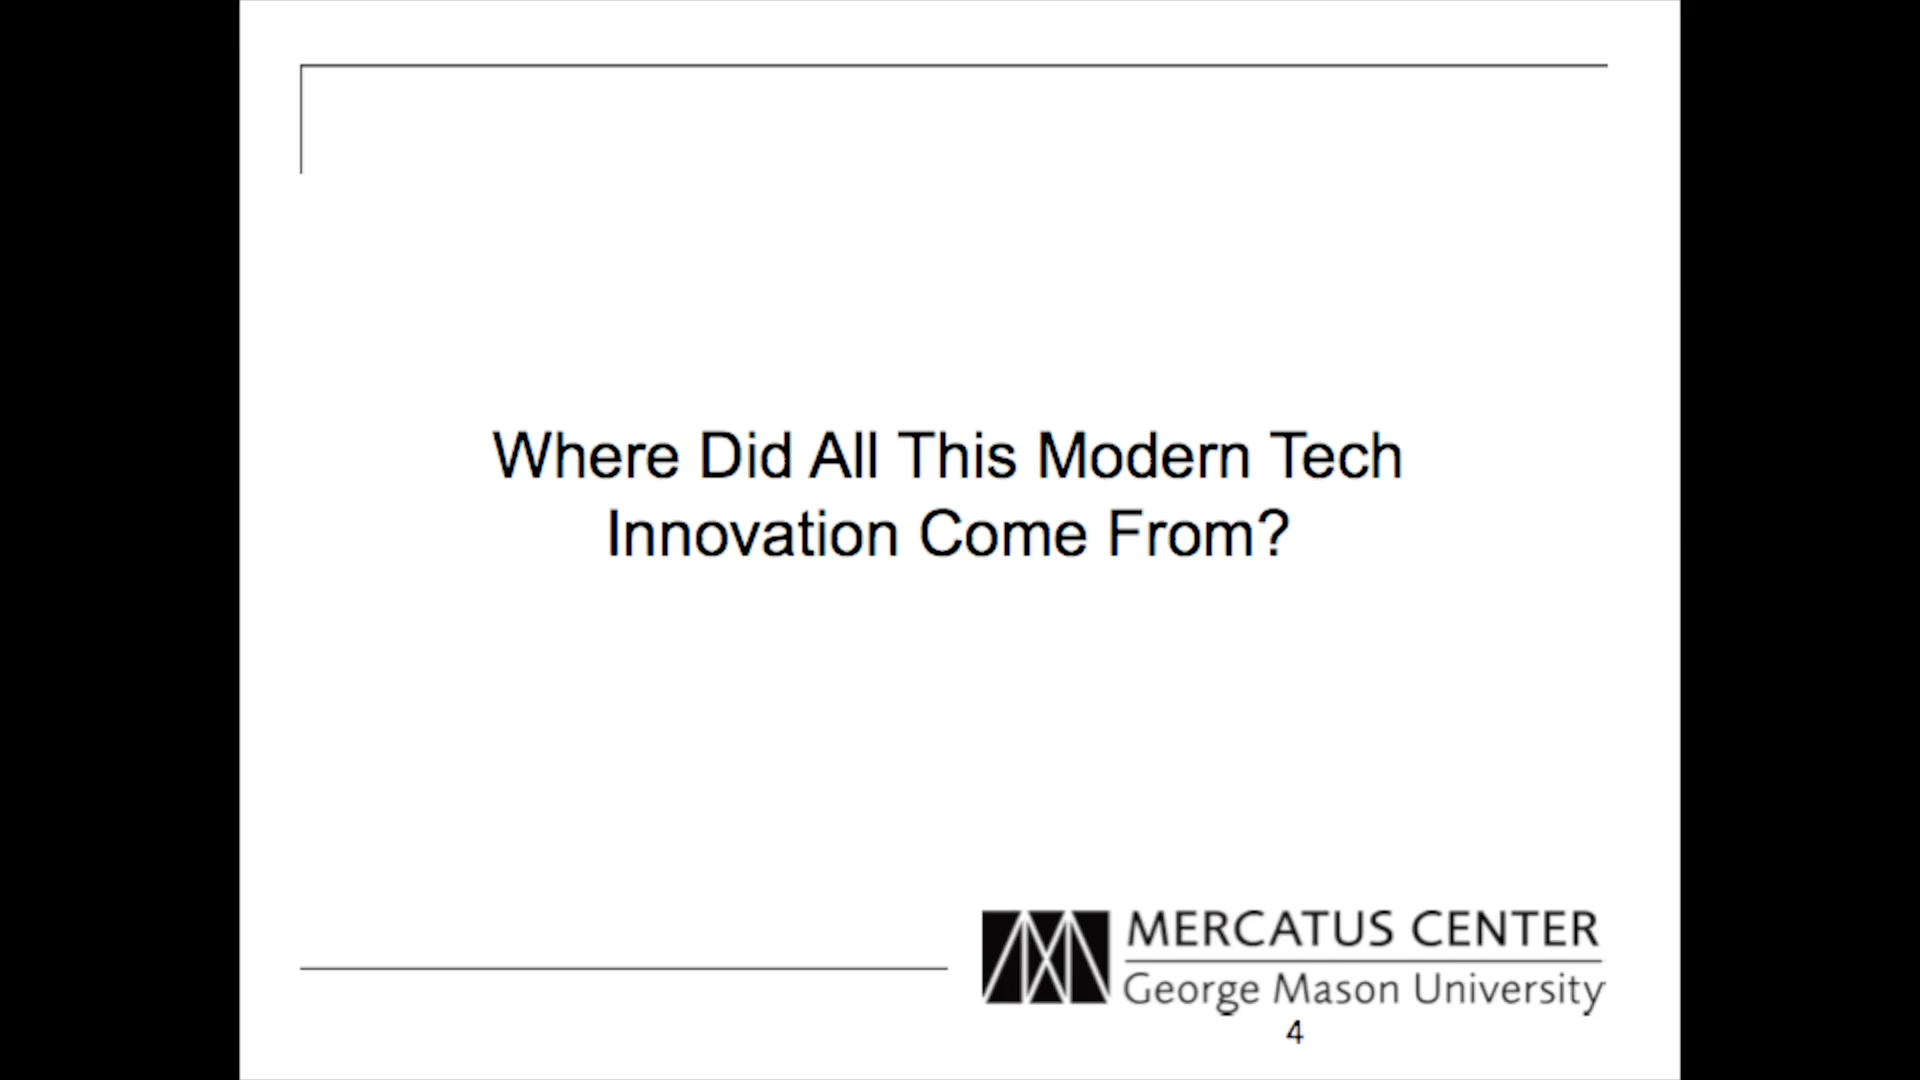 Where Did All This Modern Tech
Innovation Come From?
MERCATUS CENTER
George Mason University
4